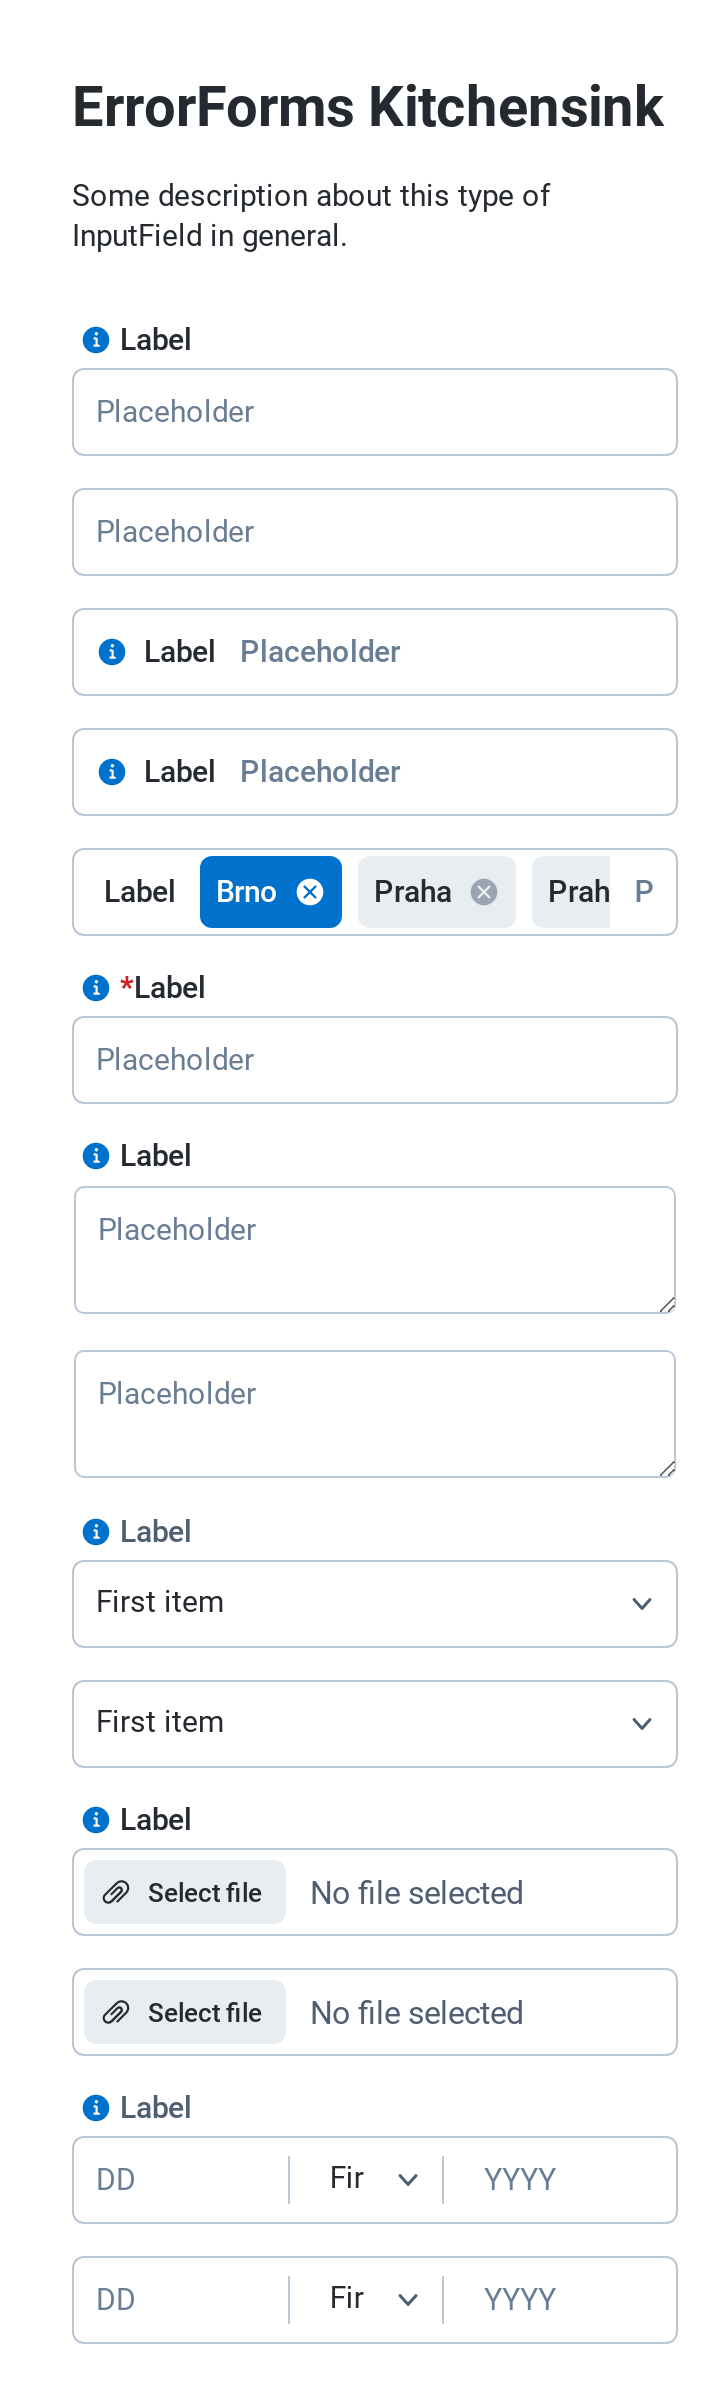 ErrorForms Kitchensink
Some description about this type of
InputField in general.
Label
Placeholder
Placeholder
Label Placeholder
Label Placeholder
Label Brno Praha Prah P
*Label
Placeholder
Label
Placeholder
Placeholder
Label
First item
First item
Label
Select file No file selected
Select file No file selected
Label
DD Fir YYYY
DD Fir YYYY